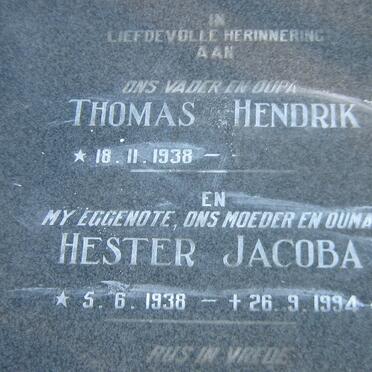 IN
LIEFDEVOLLE HERINNERING
AAN
ONS VADER EN OUPA
THOMAS HENDRIK
★ 18.11.1938 –
EN
MY EGGENOTE, ONS MOEDER EN OUMA
HESTER JACOBA
★ 5.6.1938 – ✝ 26.9.1994
RUS IN VREDE